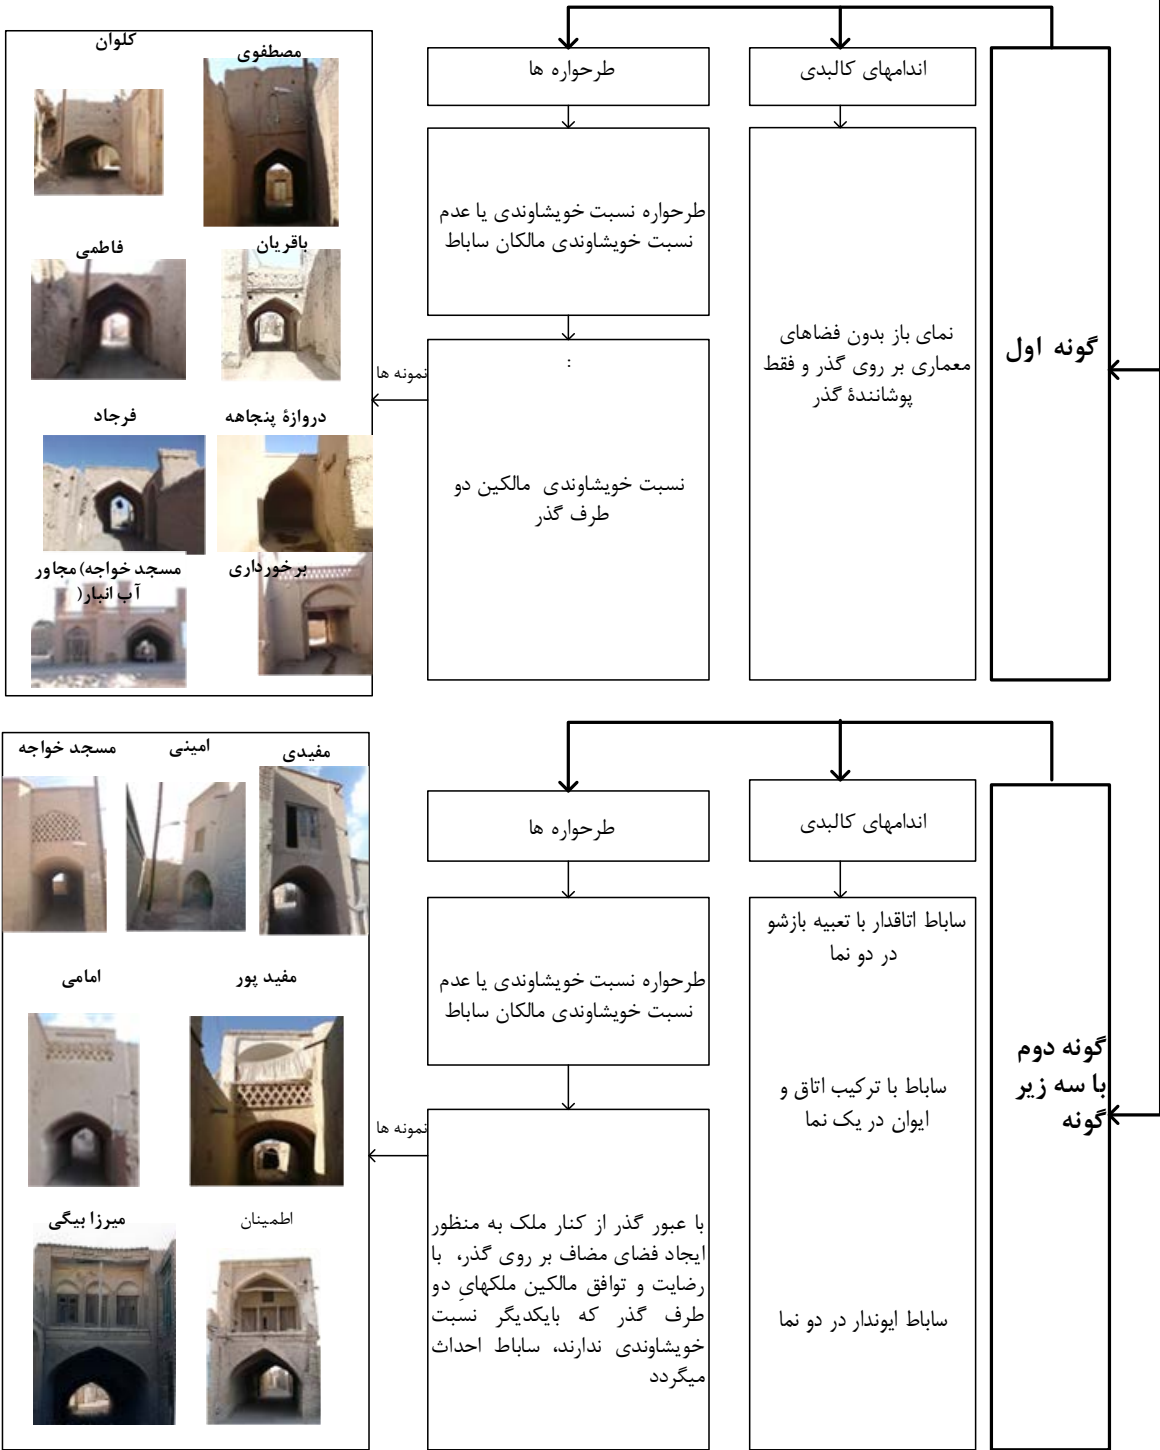 گونه اول
اندامهای کالبدی
نمای باز بدون فضاهای
معماری بر روی گذر و فقط
پوشانندۀ گذر
طرحواره ها
طرحواره نسبت خویشاوندی یا عدم
نسبت خویشاوندی مالکان ساباط
:
نسبت خویشاوندی مالکین دو
طرف گذر
نمونه ها
مصطفوی
کلوان
باقریان
فاطمی
دروازۀ پنجاهه
فرجاد
برخورداری
مسجد خواجه)مجاور
آب انبار(
گونه دوم
با سه زیر
گونه
اندامهای کالبدی
ساباط اتاقدار با تعبیه بازشو
در دو نما
ساباط با ترکیب اتاق و
ایوان در یک نما
ساباط ایوندار در دو نما
طرحواره ها
طرحواره نسبت خویشاوندی یا عدم
نسبت خویشاوندی مالکان ساباط
با عبور گذر از کنار ملک به منظور
ایجاد فضای مضاف بر روی گذر، با
رضایت و توافق مالکین ملکهایِ دو
طرف گذر که بایکدیگر نسبت
خویشاوندی ندارند، ساباط احداث
میگردد
نمونه ها
مفیدی
امینی
مسجد خواجه
مفید پور
امامی
اطمینان
میرزا بیگی